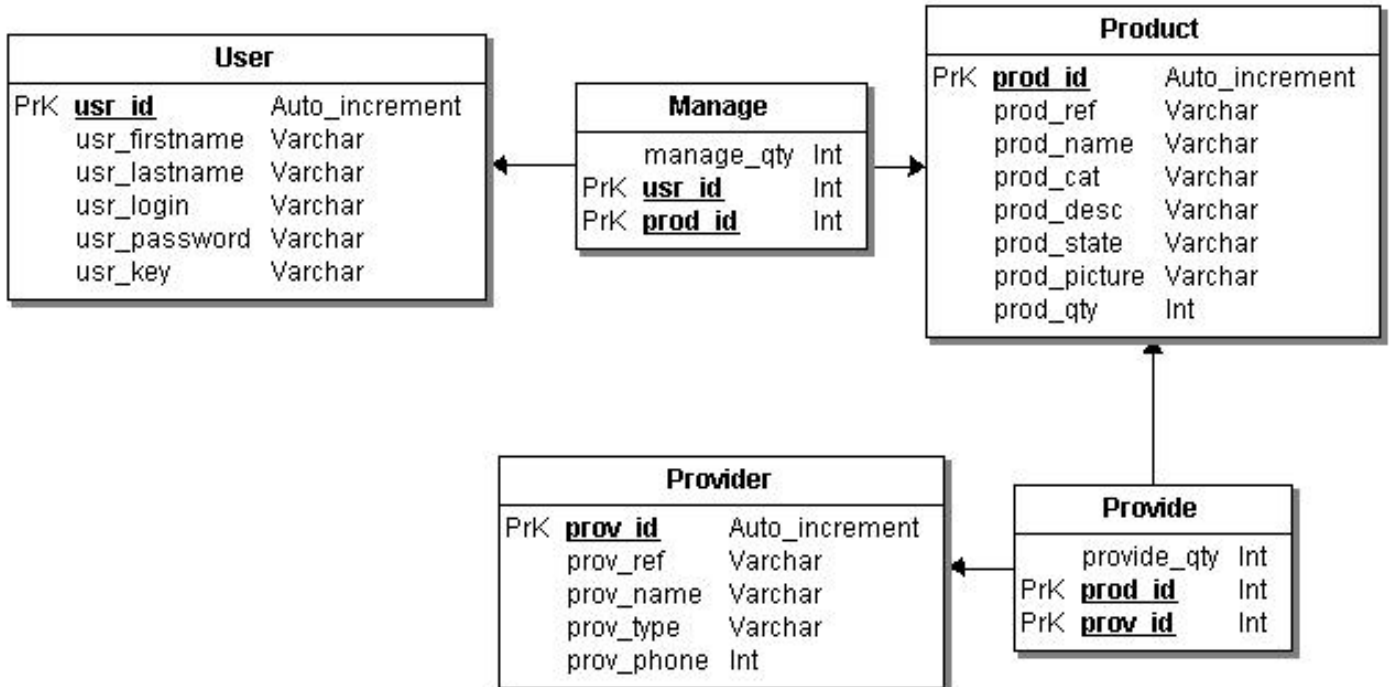 User
PrK usr_id Auto_increment
usr_firstname Varchar
usr_lastname Varchar
usr_login Varchar
usr_password Varchar
usr_key Varchar
Manage
manage_qty Int
PrK usr_id Int
PrK prod_id Int
Product
PrK prod_id Auto_increment
prod_ref Varchar
prod_name Varchar
prod_cat Varchar
prod_desc Varchar
prod_state Varchar
prod_picture Varchar
prod_qty Int
Provider
PrK prov_id Auto_increment
prov_ref Varchar
prov_name Varchar
prov_type Varchar
prov_phone Int
Provide
provide_qty Int
PrK prod_id Int
PrK prov_id Int